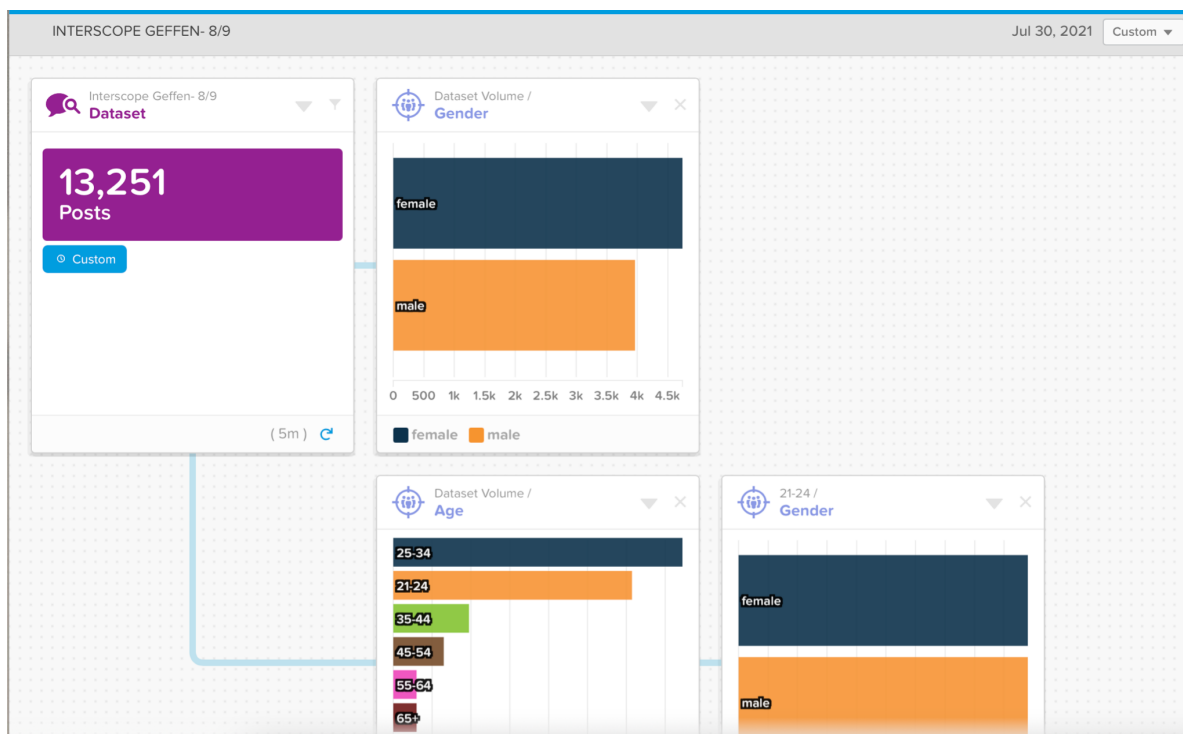 INTERSCOPE GEFFEN- 8/9
Jul 30, 2021
Custom
Interscope Geffen- 8/9
Dataset
13,251
Posts
Custom
( 5m )
Dataset Volume /
Gender
female
male
0 500 1k 1.5k 2k 2.5k 3k 3.5k 4k 4.5k
female male
Dataset Volume /
Age
25-34
21-24
35-44
45-54
55-64
65+
21-24 /
Gender
female
male